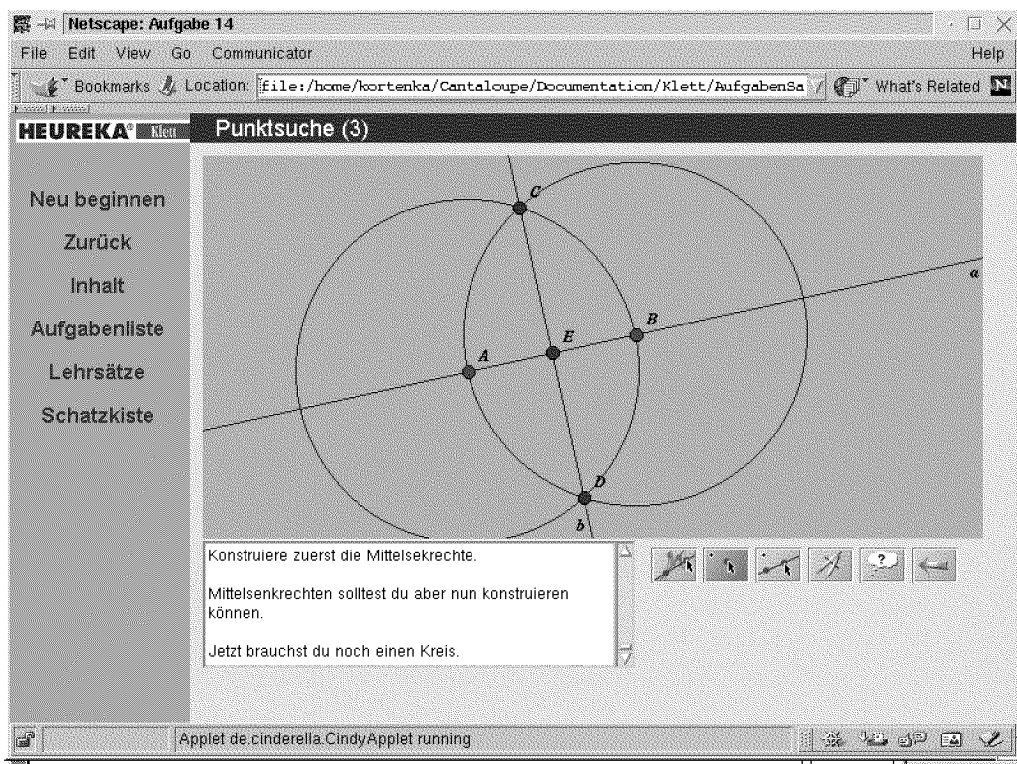 Netscape: Aufgabe 14
File Edit View Go Communicator Help
Bookmarks Location: file:/home/kortenka/Cantaloupe/Documentation/Klett/AufgabenSa What's Related N
HEUREKA® Klett Punktsuche (3)
Neu beginnen
Zurück
Inhalt
Aufgabenliste
Lehrsätze
Schatzkiste
C
a
B
E
A
D
b
Konstruiere zuerst die Mittelsekrechte.
Mittelsenkrechten solltest du aber nun konstruieren
können.
Jetzt brauchst du noch einen Kreis.
?
Applet de.cinderella.CindyApplet running